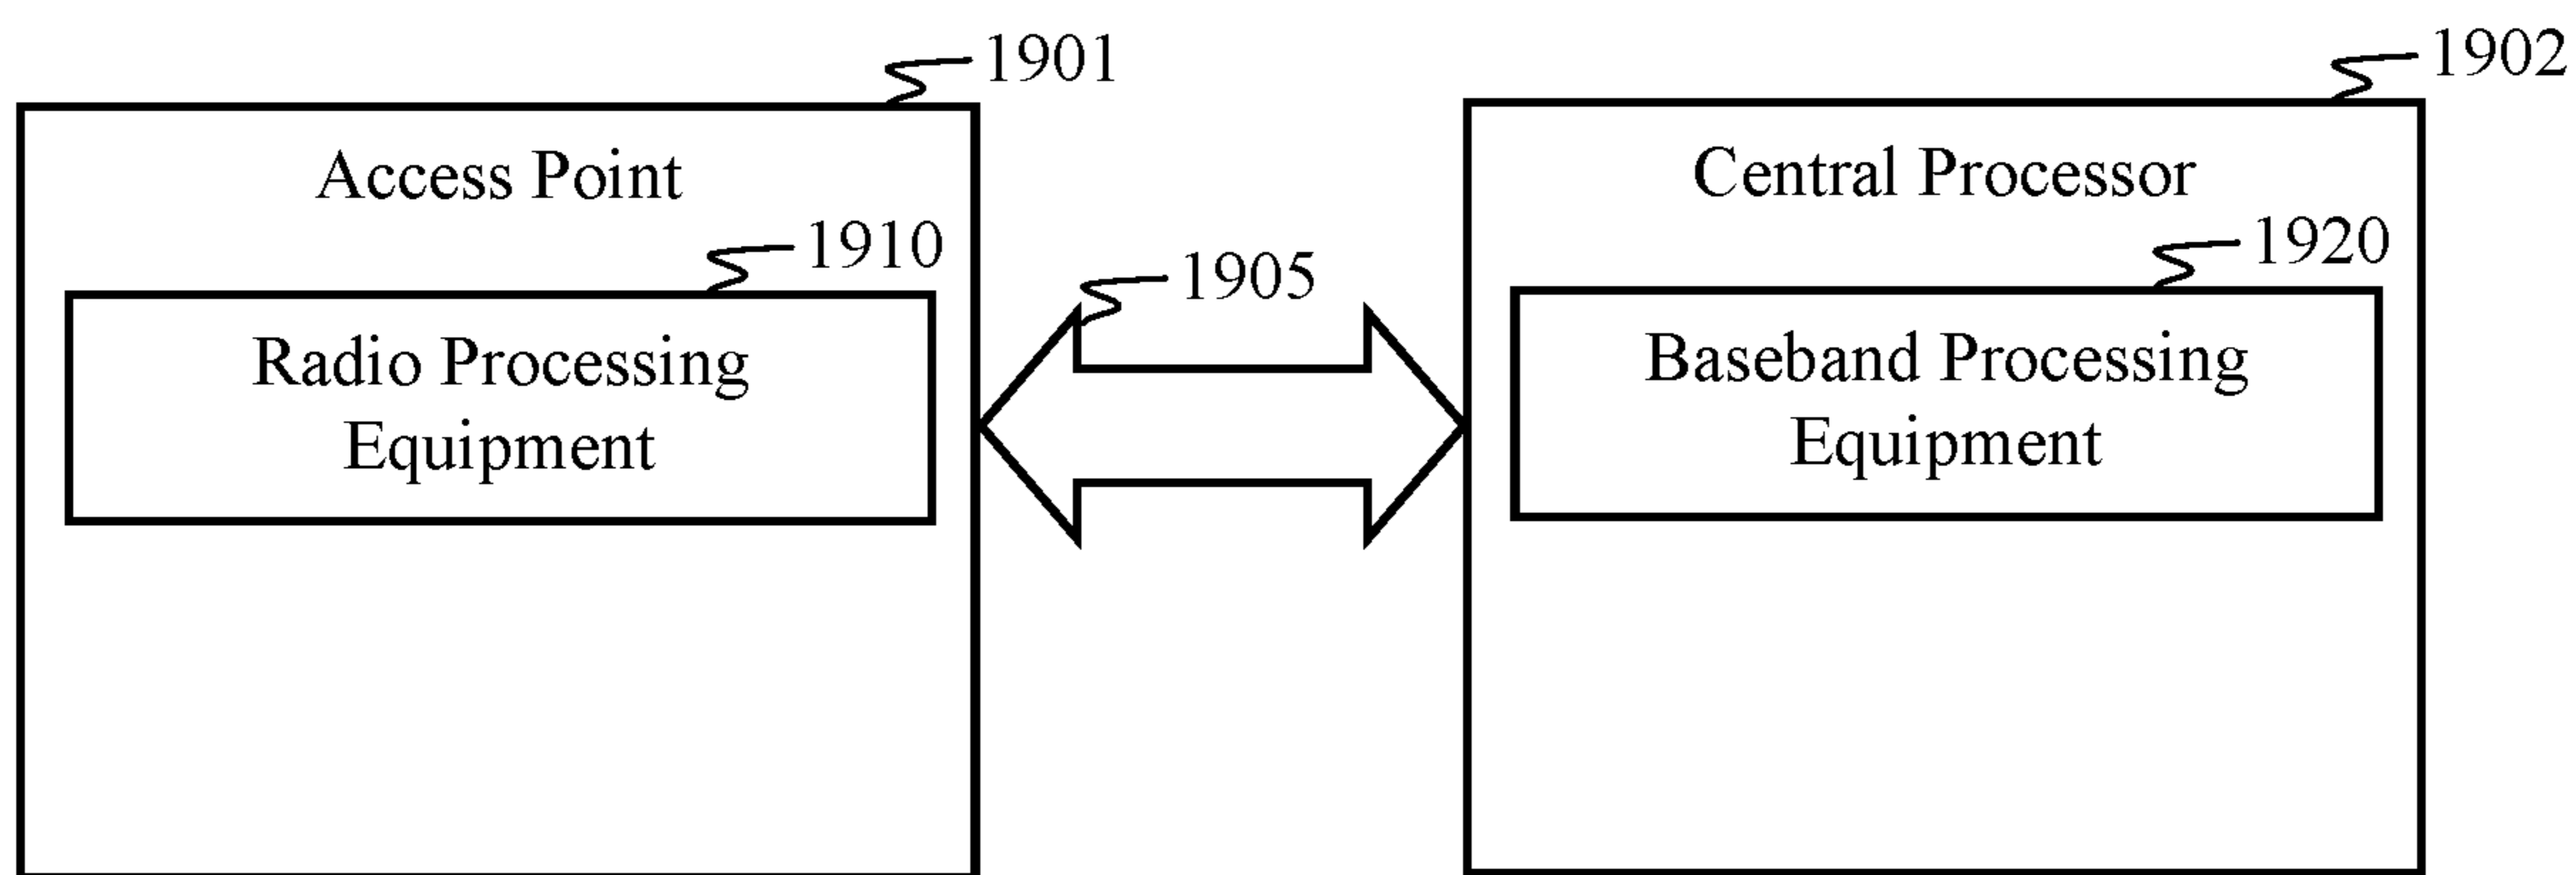 1901
1902
Access Point
Central Processor
1910
1920
1905
Radio Processing
Equipment
Baseband Processing
Equipment